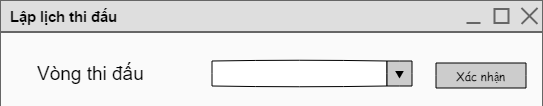 Lập lịch thi đấu
Vòng thi đấu
Xác nhận